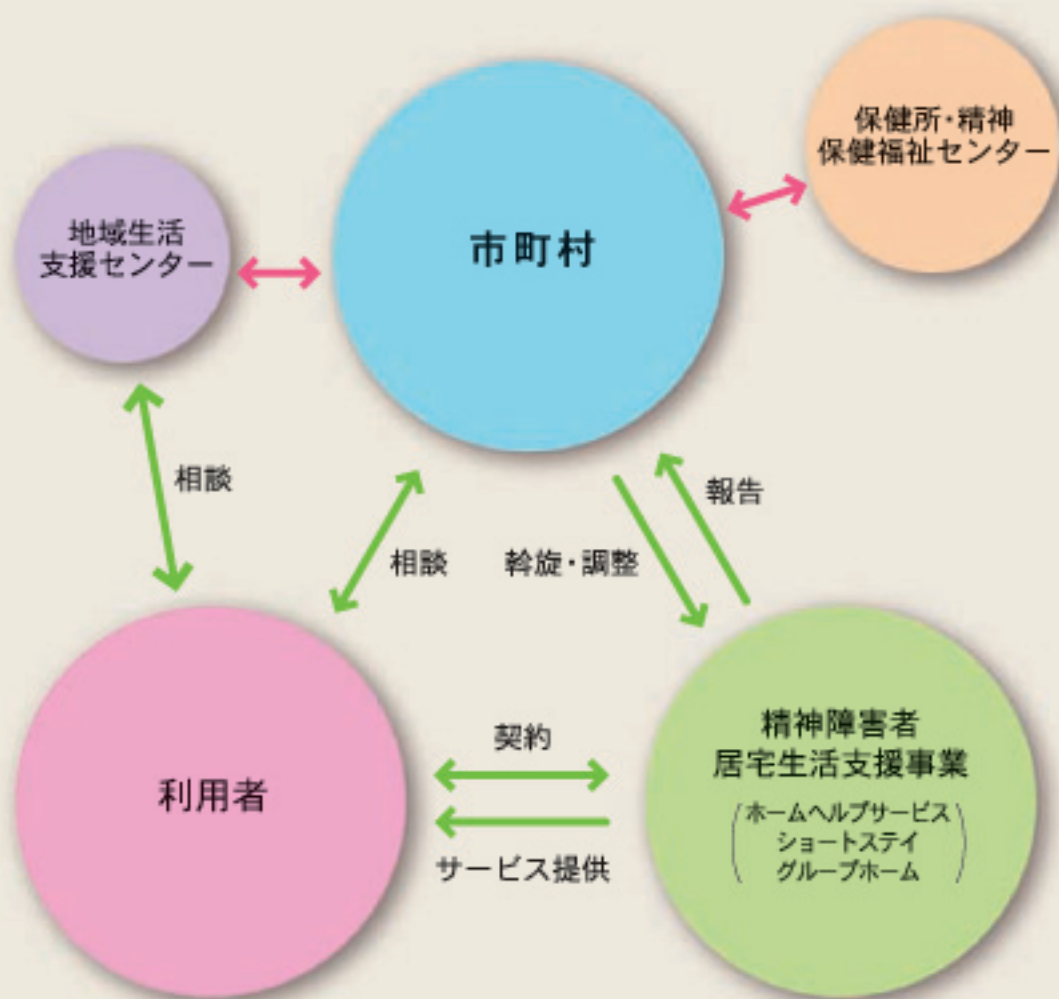 保健所・精神
保健福祉センター
地域生活
支援センター
市町村
相談
相談
斡旋・調整
報告
利用者
契約
サービス提供
精神障害者
居宅生活支援事業
(ホームヘルプサービス
ショートステイ
グループホーム)